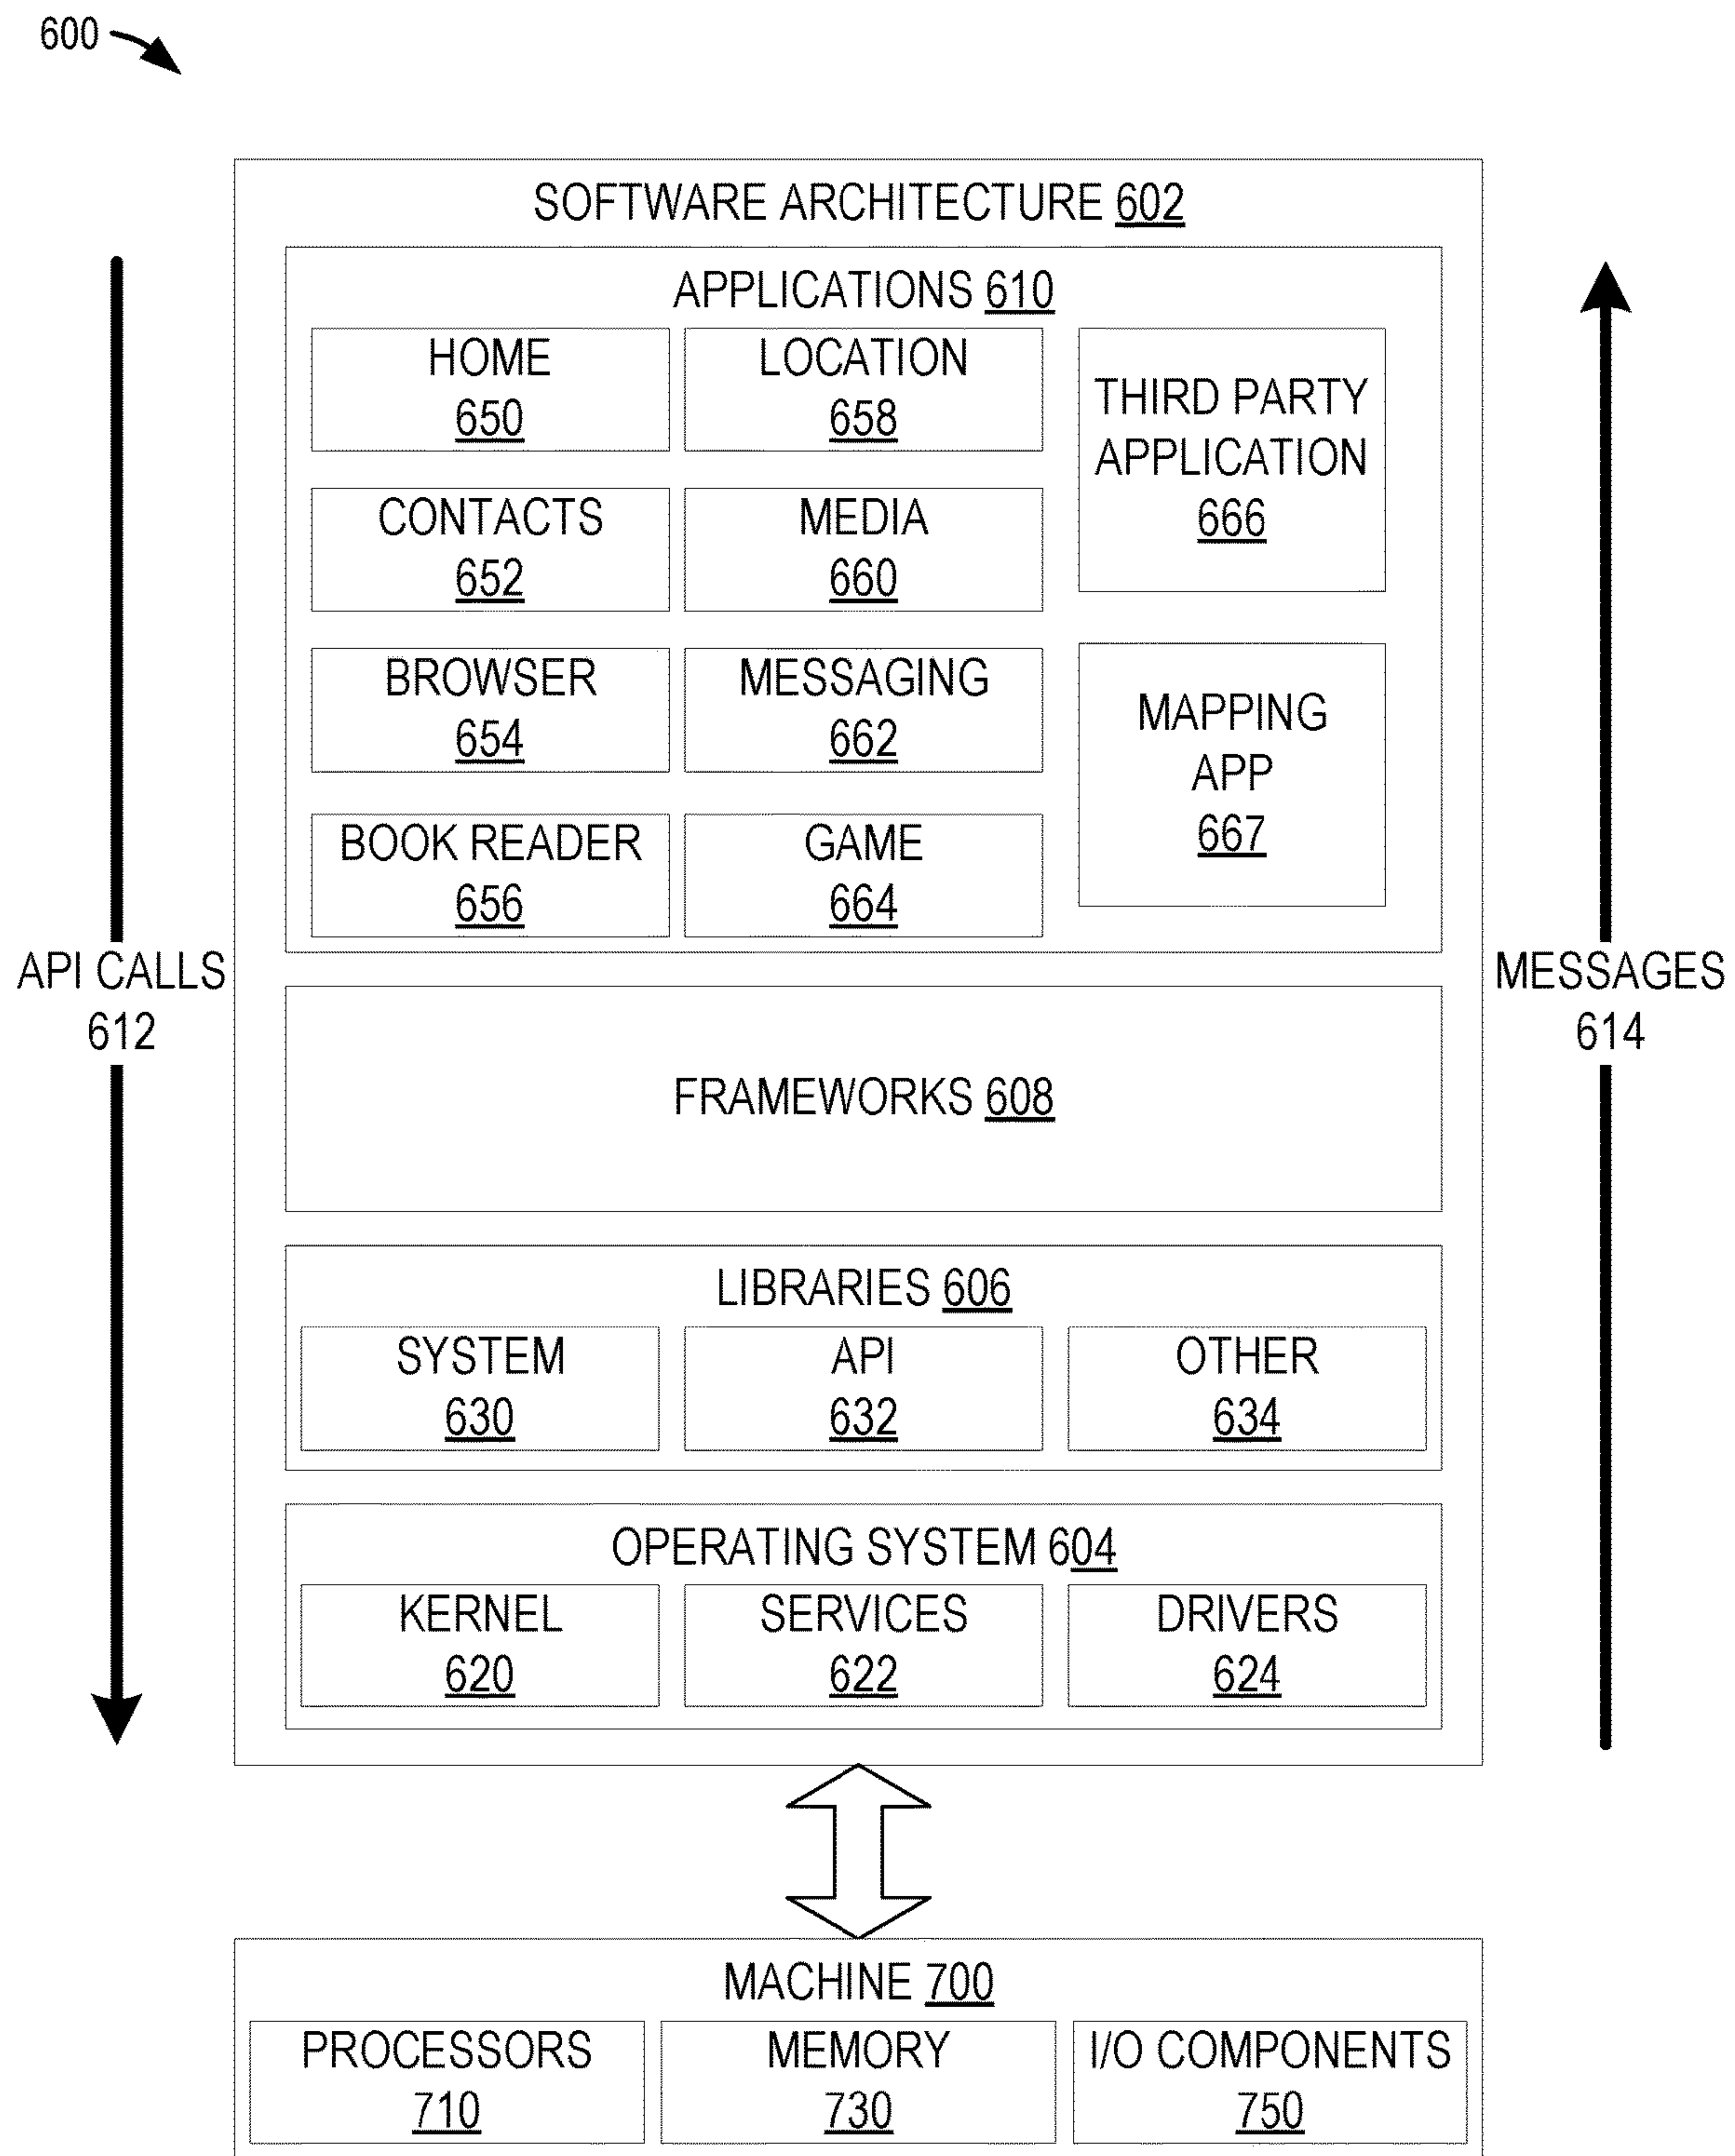 600
SOFTWARE ARCHITECTURE 602
APPLICATIONS 610
HOME
650
LOCATION
658
THIRD PARTY
APPLICATION
666
CONTACTS
652
MEDIA
660
BROWSER
654
MESSAGING
662
MAPPING
APP
667
BOOK READER
656
GAME
664
API CALLS
612
MESSAGES
614
FRAMEWORKS 608
LIBRARIES 606
SYSTEM
630
API
632
OTHER
634
OPERATING SYSTEM 604
KERNEL
620
SERVICES
622
DRIVERS
624
MACHINE 700
PROCESSORS
710
MEMORY
730
I/O COMPONENTS
750